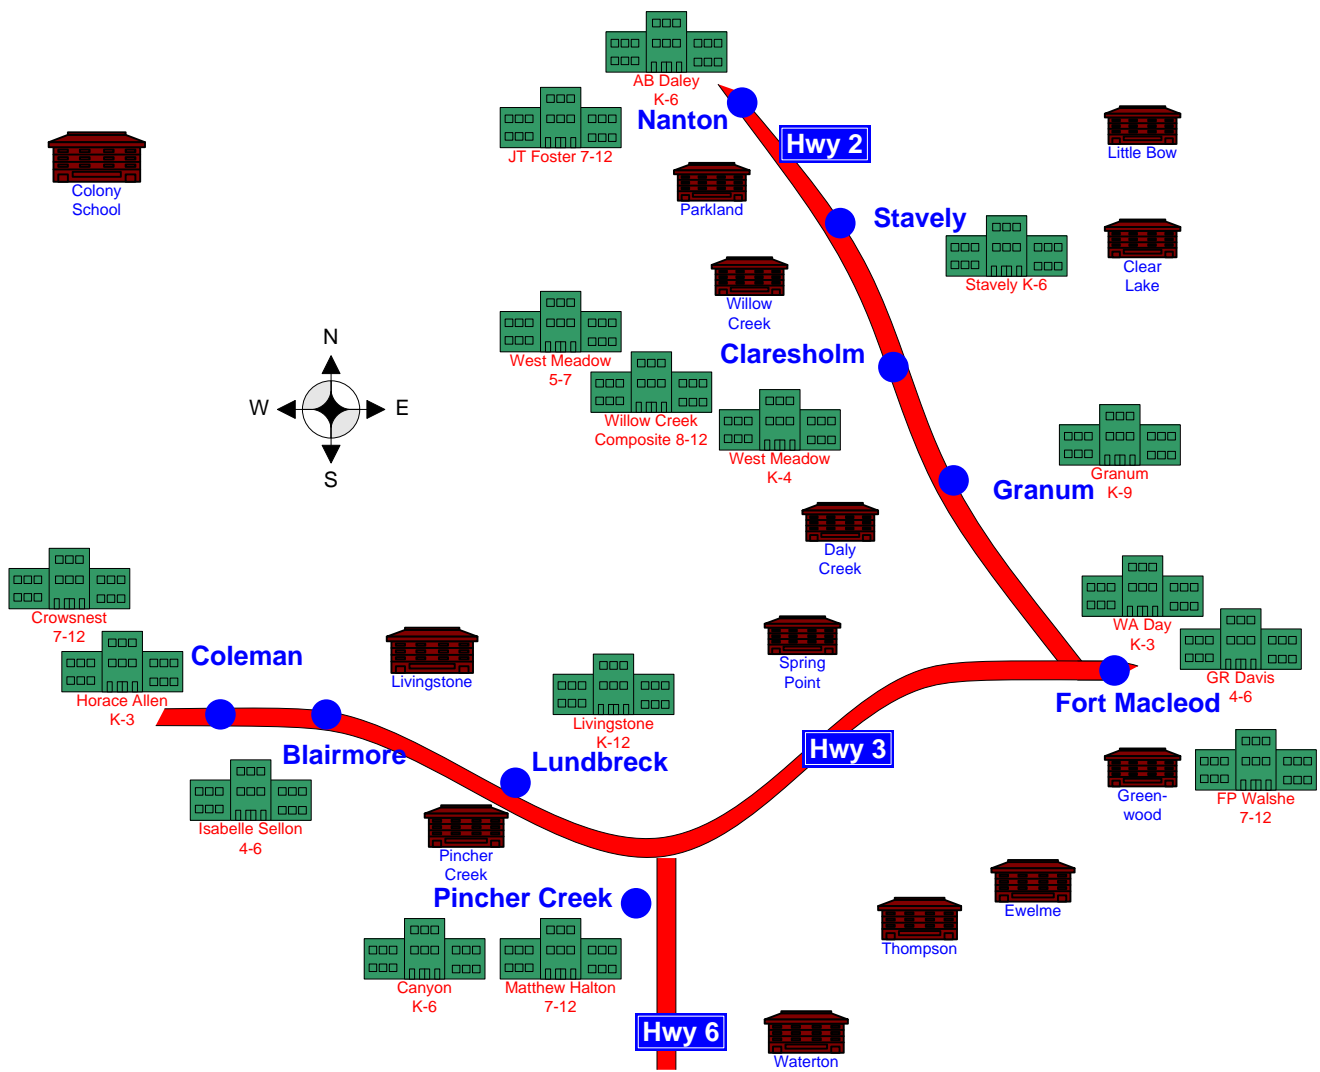 AB Daley
K-6
Nanton
Hwy 2
JT Foster 7-12
Little Bow
Colony
School
Parkland
Stavely
Stavely K-6
Clear
Lake
Willow
Creek
N
W
E
S
West Meadow
5-7
Claresholm
Willow Creek
Composite 8-12
West Meadow
K-4
Granum
K-9
Granum
Daly
Creek
Crowsnest
7-12
Coleman
Horace Allen
K-3
Livingstone
Livingstone
K-12
Spring
Point
WA Day
K-3
GR Davis
4-6
Fort Macleod
Blairmore
Lundbreck
Hwy 3
Isabelle Sellon
4-6
Green-
wood
FP Walshe
7-12
Pincher
Creek
Pincher Creek
Ewelme
Thompson
Canyon
K-6
Matthew Halton
7-12
Hwy 6
Waterton